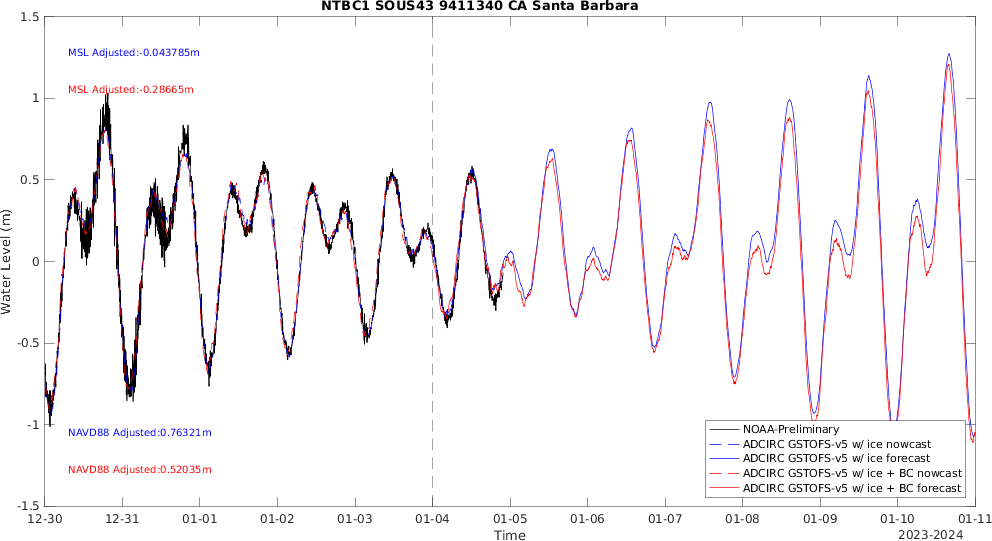 NTBC1 SOUS43 9411340 CA Santa Barbara
1.5
MSL Adjusted:-0.043785m
MSL Adjusted:-0.28665m
1
0.5
0
Water Level (m)
-0.5
-1
NAVD88 Adjusted:0.76321m
NAVD88 Adjusted:0.52035m
-1.5
NOAA-Preliminary
ADCIRC GSTOFS-v5 w/ ice nowcast
ADCIRC GSTOFS-v5 w/ ice forecast
ADCIRC GSTOFS-v5 w/ ice + BC nowcast
ADCIRC GSTOFS-v5 w/ ice + BC forecast
12-30 12-31 01-01 01-02 01-03 01-04 01-05 01-06 01-07 01-08 01-09 01-10 01-11
Time
2023-2024